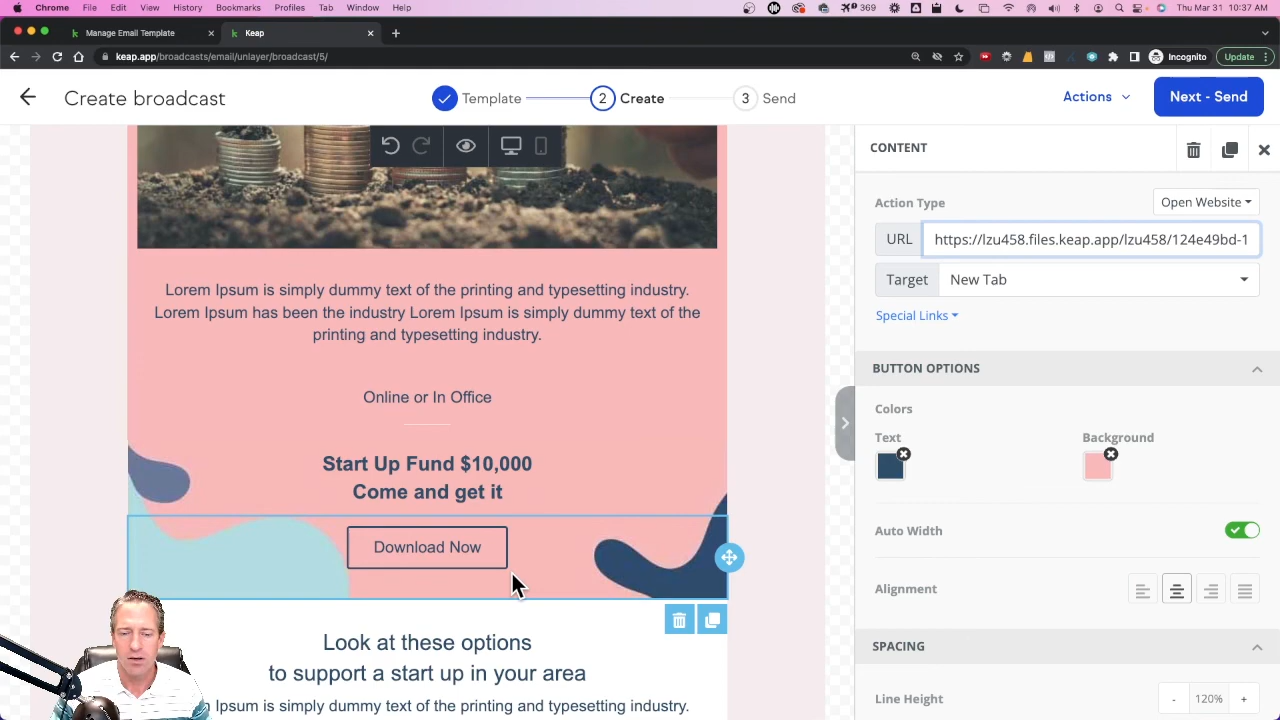 Chrome File Edit View History Bookmarks Profiles Tab Window Help 369 Thu Mar 31 10:37 AM
Manage Email Template Keap
keap.app/broadcasts/email/unlayer/broadcast/5/ Incognito Update
Create broadcast Template 2 Create 3 Send Actions Next - Send
CONTENT
Action Type Open Website
URL https://lzu458.files.keap.app/lzu458/124e49bd-1
Target New Tab
Special Links
Lorem Ipsum is simply dummy text of the printing and typesetting industry.
Lorem Ipsum has been the industry Lorem Ipsum is simply dummy text of the
printing and typesetting industry.
Online or In Office
Start Up Fund $10,000
Come and get it
Download Now
Look at these options
to support a start up in your area
Ipsum is simply dummy text of the printing and typesetting industry.
BUTTON OPTIONS
Colors
Text Background
Auto Width
Alignment
SPACING
Line Height - 120% +